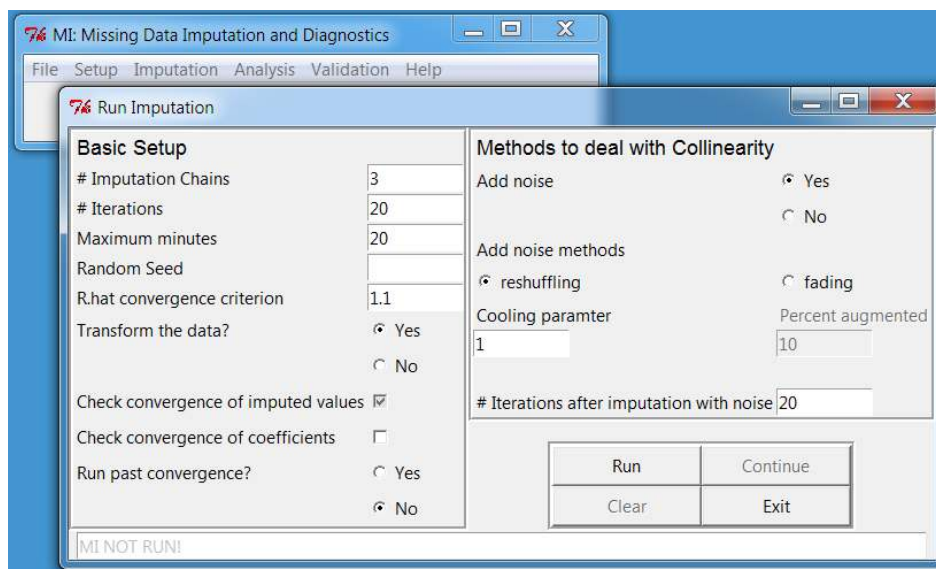 MI: Missing Data Imputation and Diagnostics
File Setup Imputation Analysis Validation Help
Run Imputation
Basic Setup
# Imputation Chains 3
# Iterations 20
Maximum minutes 20
Random Seed
R.hat convergence criterion 1.1
Transform the data? Yes
No
Check convergence of imputed values
Check convergence of coefficients
Run past convergence? Yes
No
Methods to deal with Collinearity
Add noise Yes
No
Add noise methods
reshuffling fading
Cooling paramter Percent augmented
1 10
# Iterations after imputation with noise 20
Run Continue
Clear Exit
MI NOT RUN!